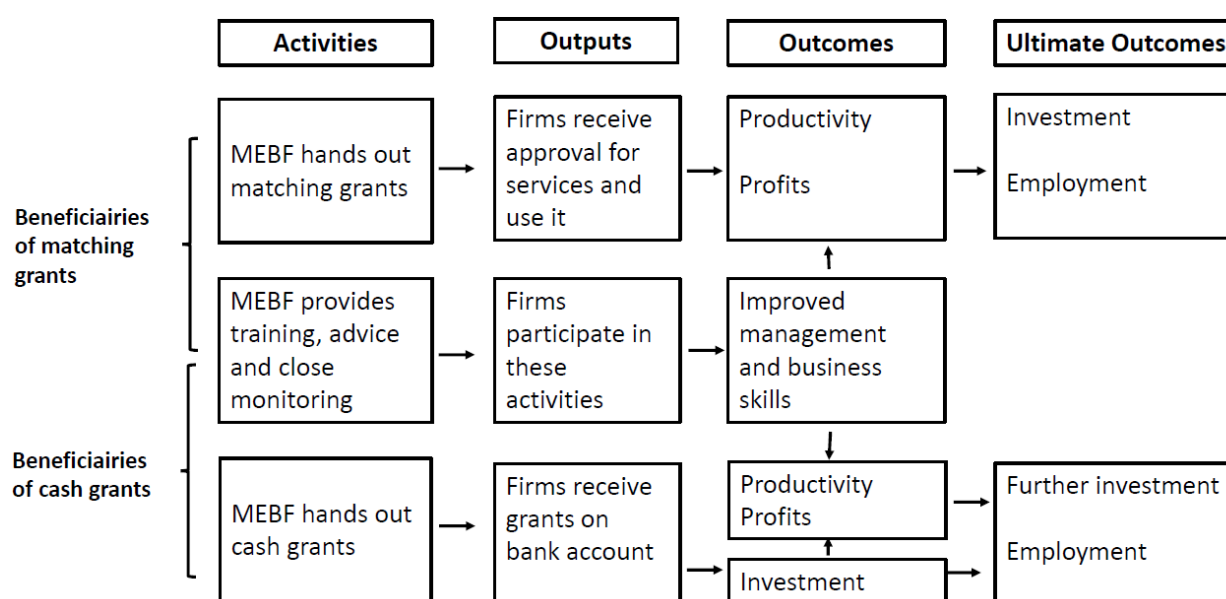 Activities
Outputs
Outcomes
Ultimate Outcomes
Beneficiairies
of matching
grants
MEBF hands out
matching grants
Firms receive
approval for
services and
use it
Productivity
Profits
Investment
Employment
MEBF provides
training, advice
and close
monitoring
Firms
participate in
these
activities
Improved
management
and business
skills
Beneficiairies
of cash grants
MEBF hands out
cash grants
Firms receive
grants on
bank account
Productivity
Profits
Investment
Further investment
Employment